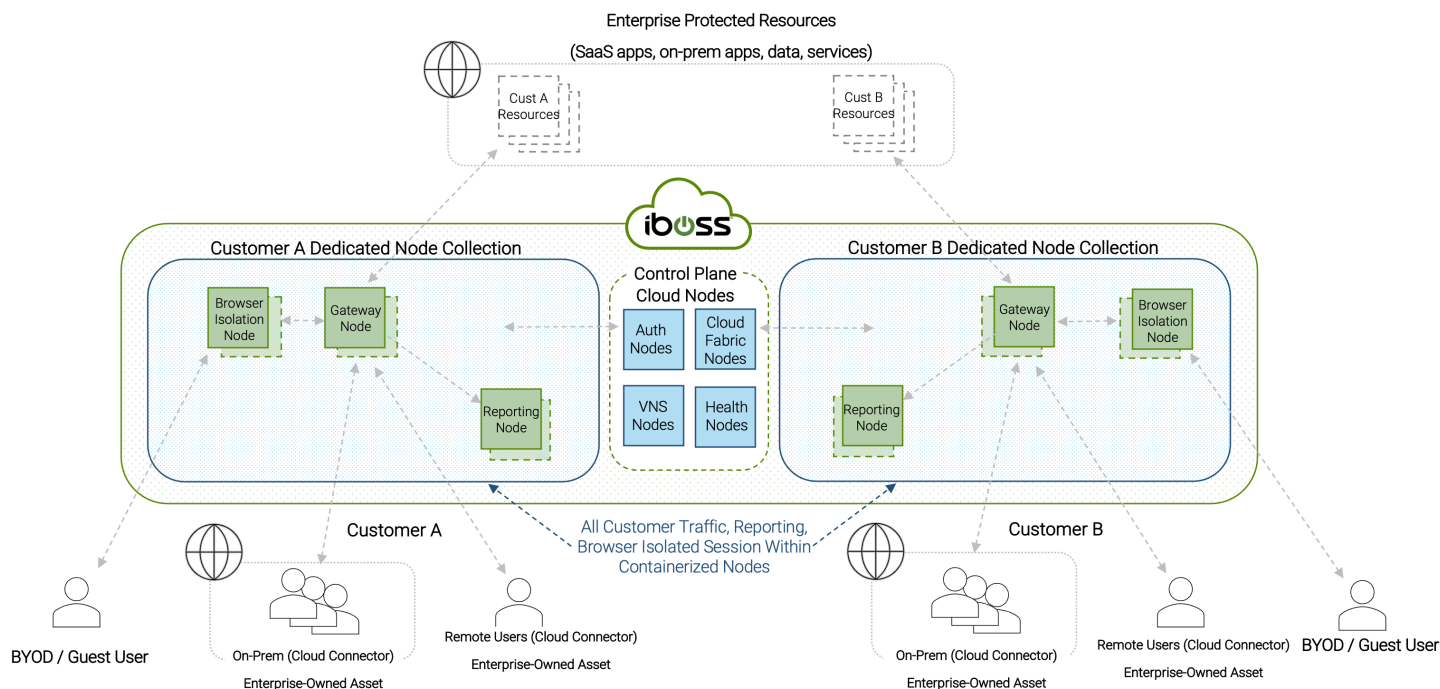 Enterprise Protected Resources
(SaaS apps, on-prem apps, data, services)
Cust A
Resources
Cust B
Resources
iboss
Customer A Dedicated Node Collection
Customer B Dedicated Node Collection
Control Plane
Cloud Nodes
Browser
Isolation
Node
Gateway
Node
Reporting
Node
Auth
Nodes
Cloud
Fabric
Nodes
VNS
Nodes
Health
Nodes
Gateway
Node
Browser
Isolation
Node
Reporting
Node
Customer A
All Customer Traffic, Reporting,
Browser Isolated Session Within
Containerized Nodes
Customer B
BYOD / Guest User
On-Prem (Cloud Connector)
Enterprise-Owned Asset
Remote Users (Cloud Connector)
Enterprise-Owned Asset
On-Prem (Cloud Connector)
Enterprise-Owned Asset
Remote Users (Cloud Connector)
Enterprise-Owned Asset
BYOD / Guest User